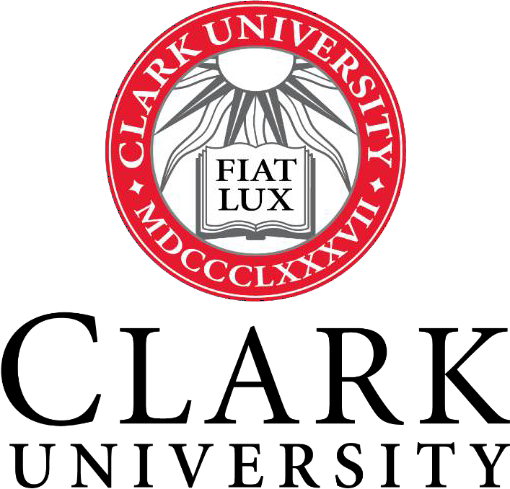 CLARK UNIVERSITY
FIAT
LUX
MDCCCLXXXVII
CLARK
UNIVERSITY